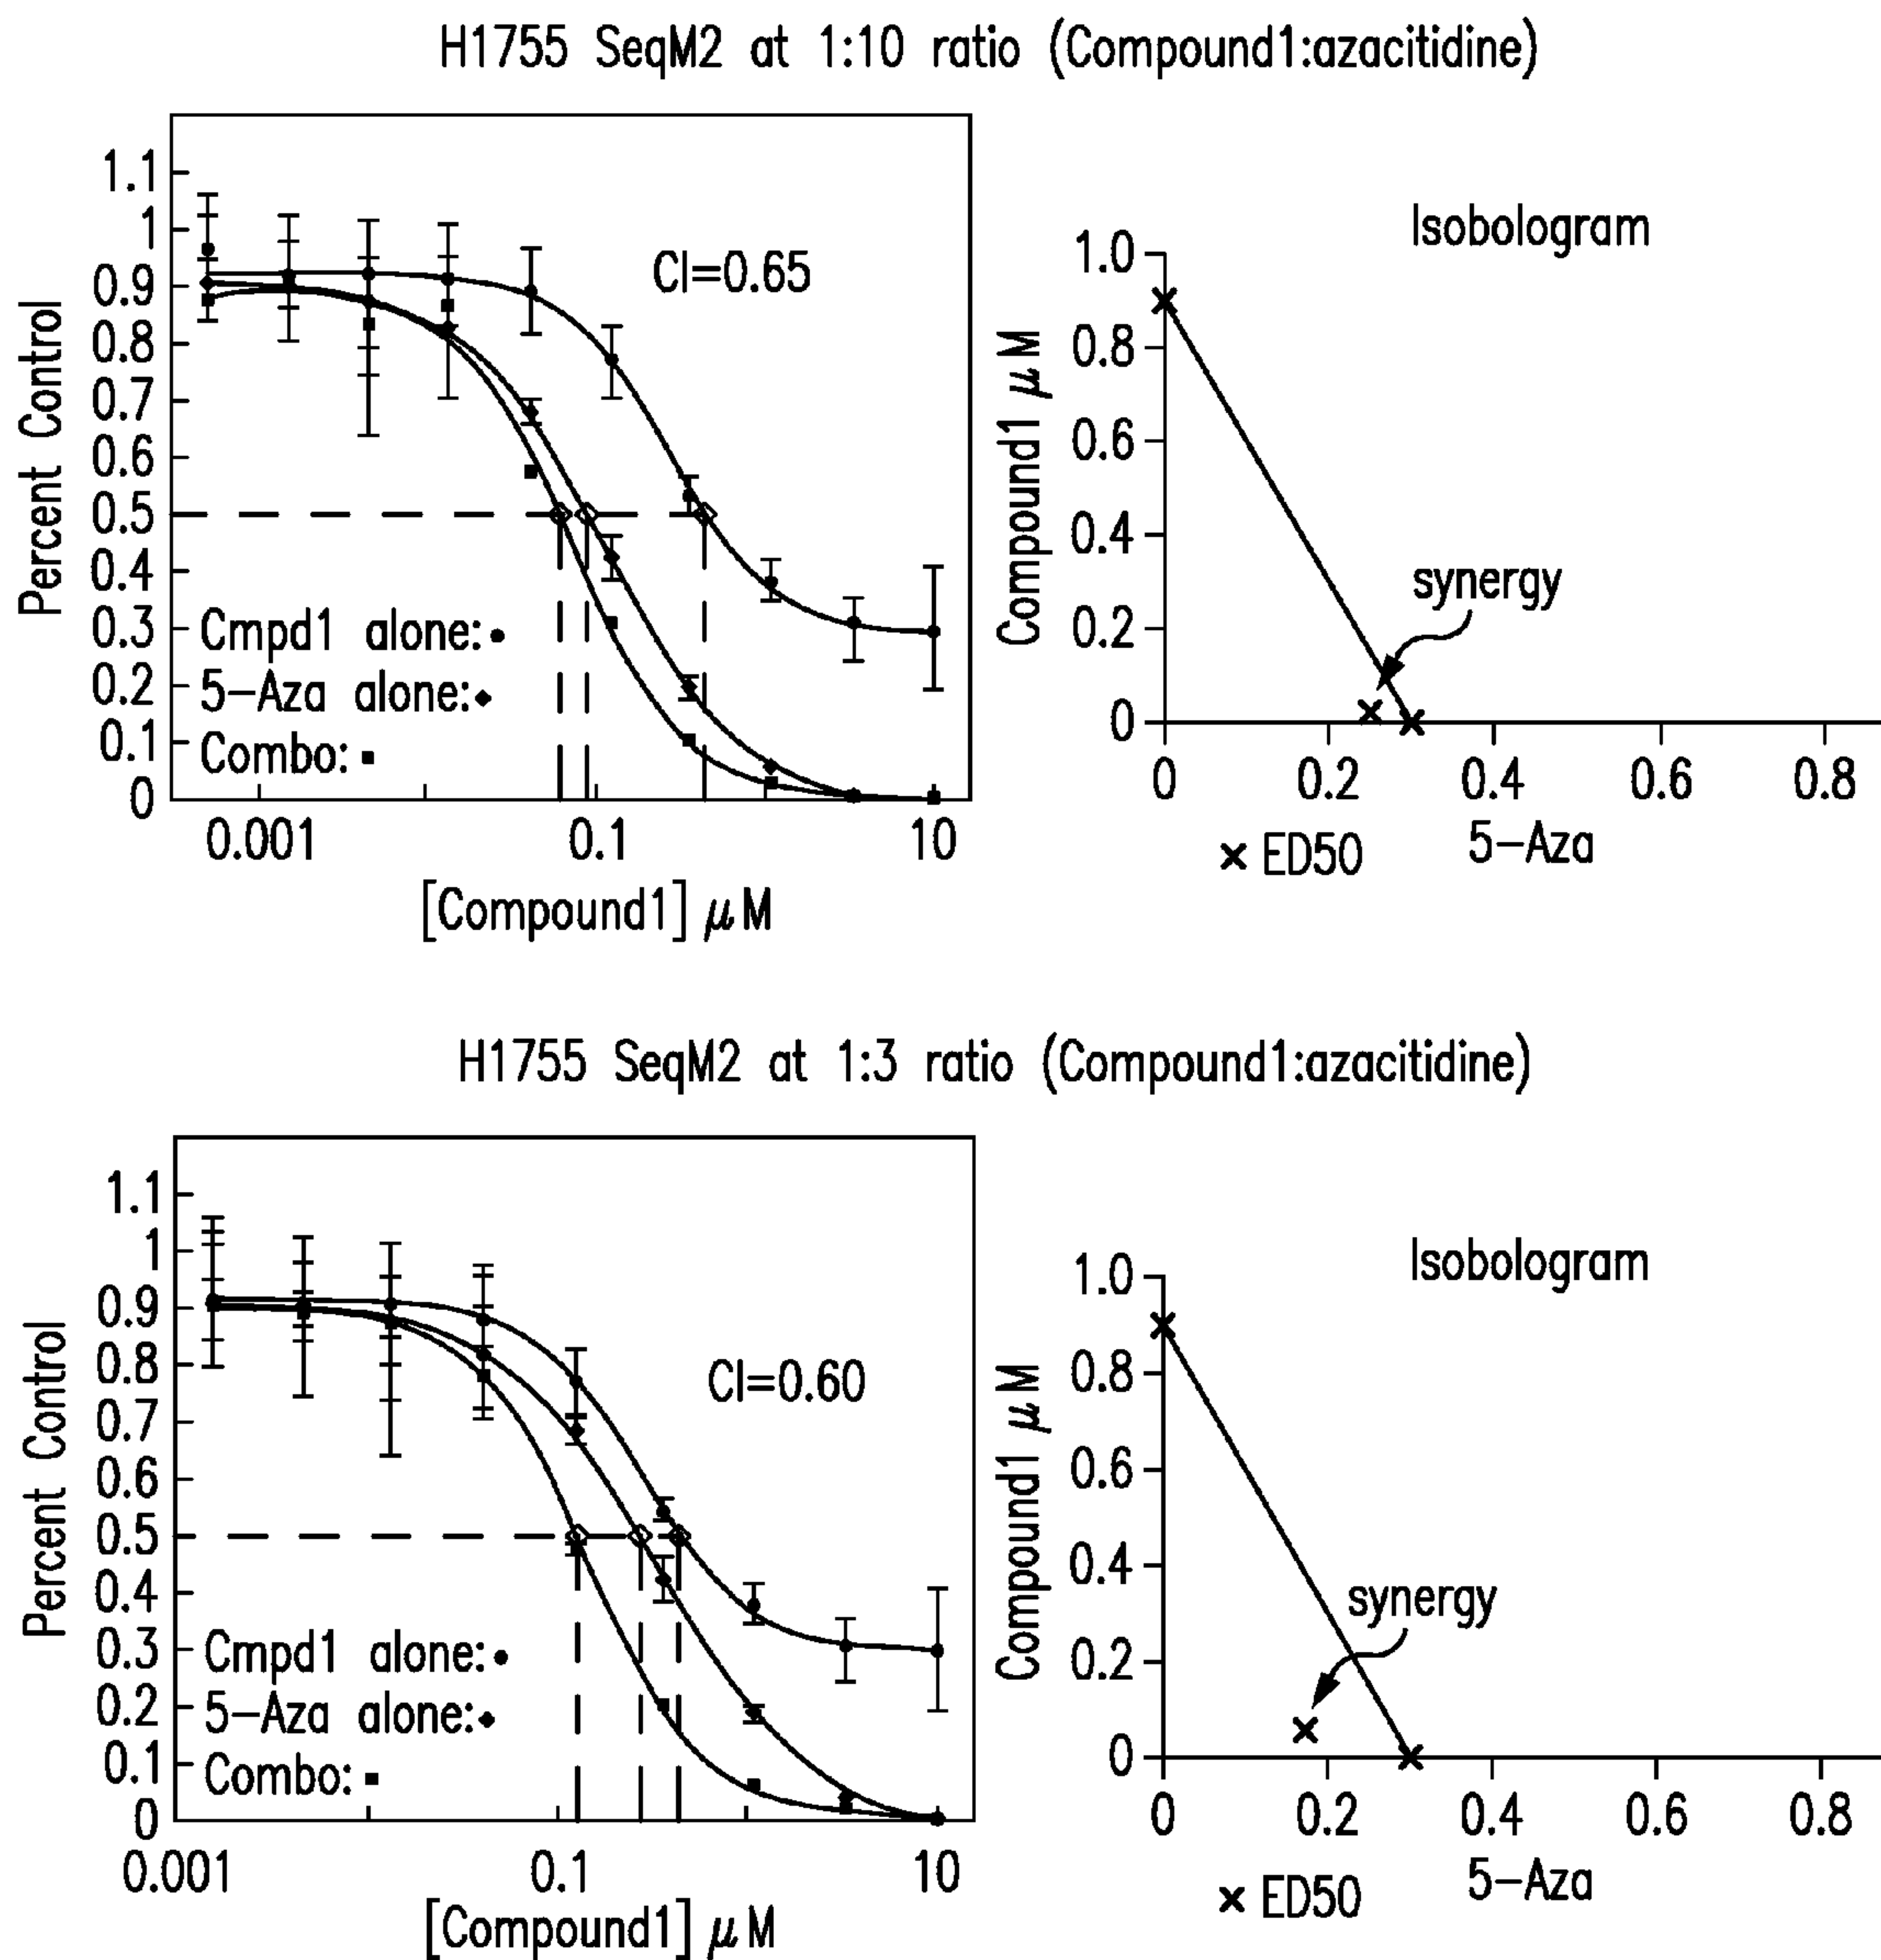 H1755 SeqM2 at 1:10 ratio (Compound1:azacitidine)
Percent Control
1.1
1
0.9
0.8
0.7
0.6
0.5
0.4
0.3
0.2
0.1
0
CI=0.65
Cmpd1 alone:
5-Aza alone:
Combo:
0.001
0.1
10
[Compound1] μM
Isobologram
Compound1 μM
1.0
0.8
0.6
0.4
0.2
0
synergy
0
0.2
0.4
0.6
0.8
× ED50
5-Aza
H1755 SeqM2 at 1:3 ratio (Compound1:azacitidine)
Percent Control
1.1
1
0.9
0.8
0.7
0.6
0.5
0.4
0.3
0.2
0.1
0
CI=0.60
Cmpd1 alone:
5-Aza alone:
Combo:
0.001
0.1
10
[Compound1] μM
Isobologram
Compound1 μM
1.0
0.8
0.6
0.4
0.2
0
synergy
0
0.2
0.4
0.6
0.8
× ED50
5-Aza